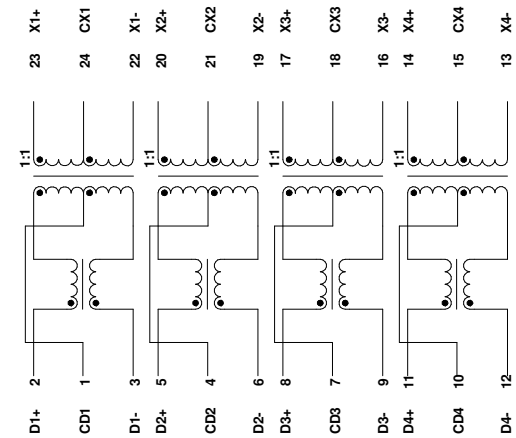 X1+ CX1 X1- X2+ CX2 X2- X3+ CX3 X3- X4+ CX4 X4-
23 24 22 20 21 19 17 18 16 14 15 13
1:1 1:1 1:1 1:1
2 1 3 5 4 6 8 7 9 11 10 12
D1+ CD1 D1- D2+ CD2 D2- D3+ CD3 D3- D4+ CD4 D4-